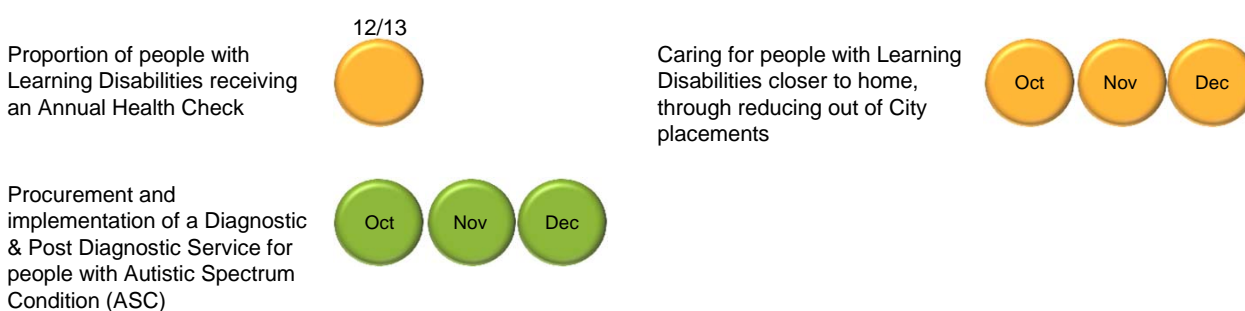 12/13
Proportion of people with
Learning Disabilities receiving
an Annual Health Check
Caring for people with Learning
Disabilities closer to home,
through reducing out of City
placements
Oct Nov Dec
Procurement and
implementation of a Diagnostic
& Post Diagnostic Service for
people with Autistic Spectrum
Condition (ASC)
Oct Nov Dec